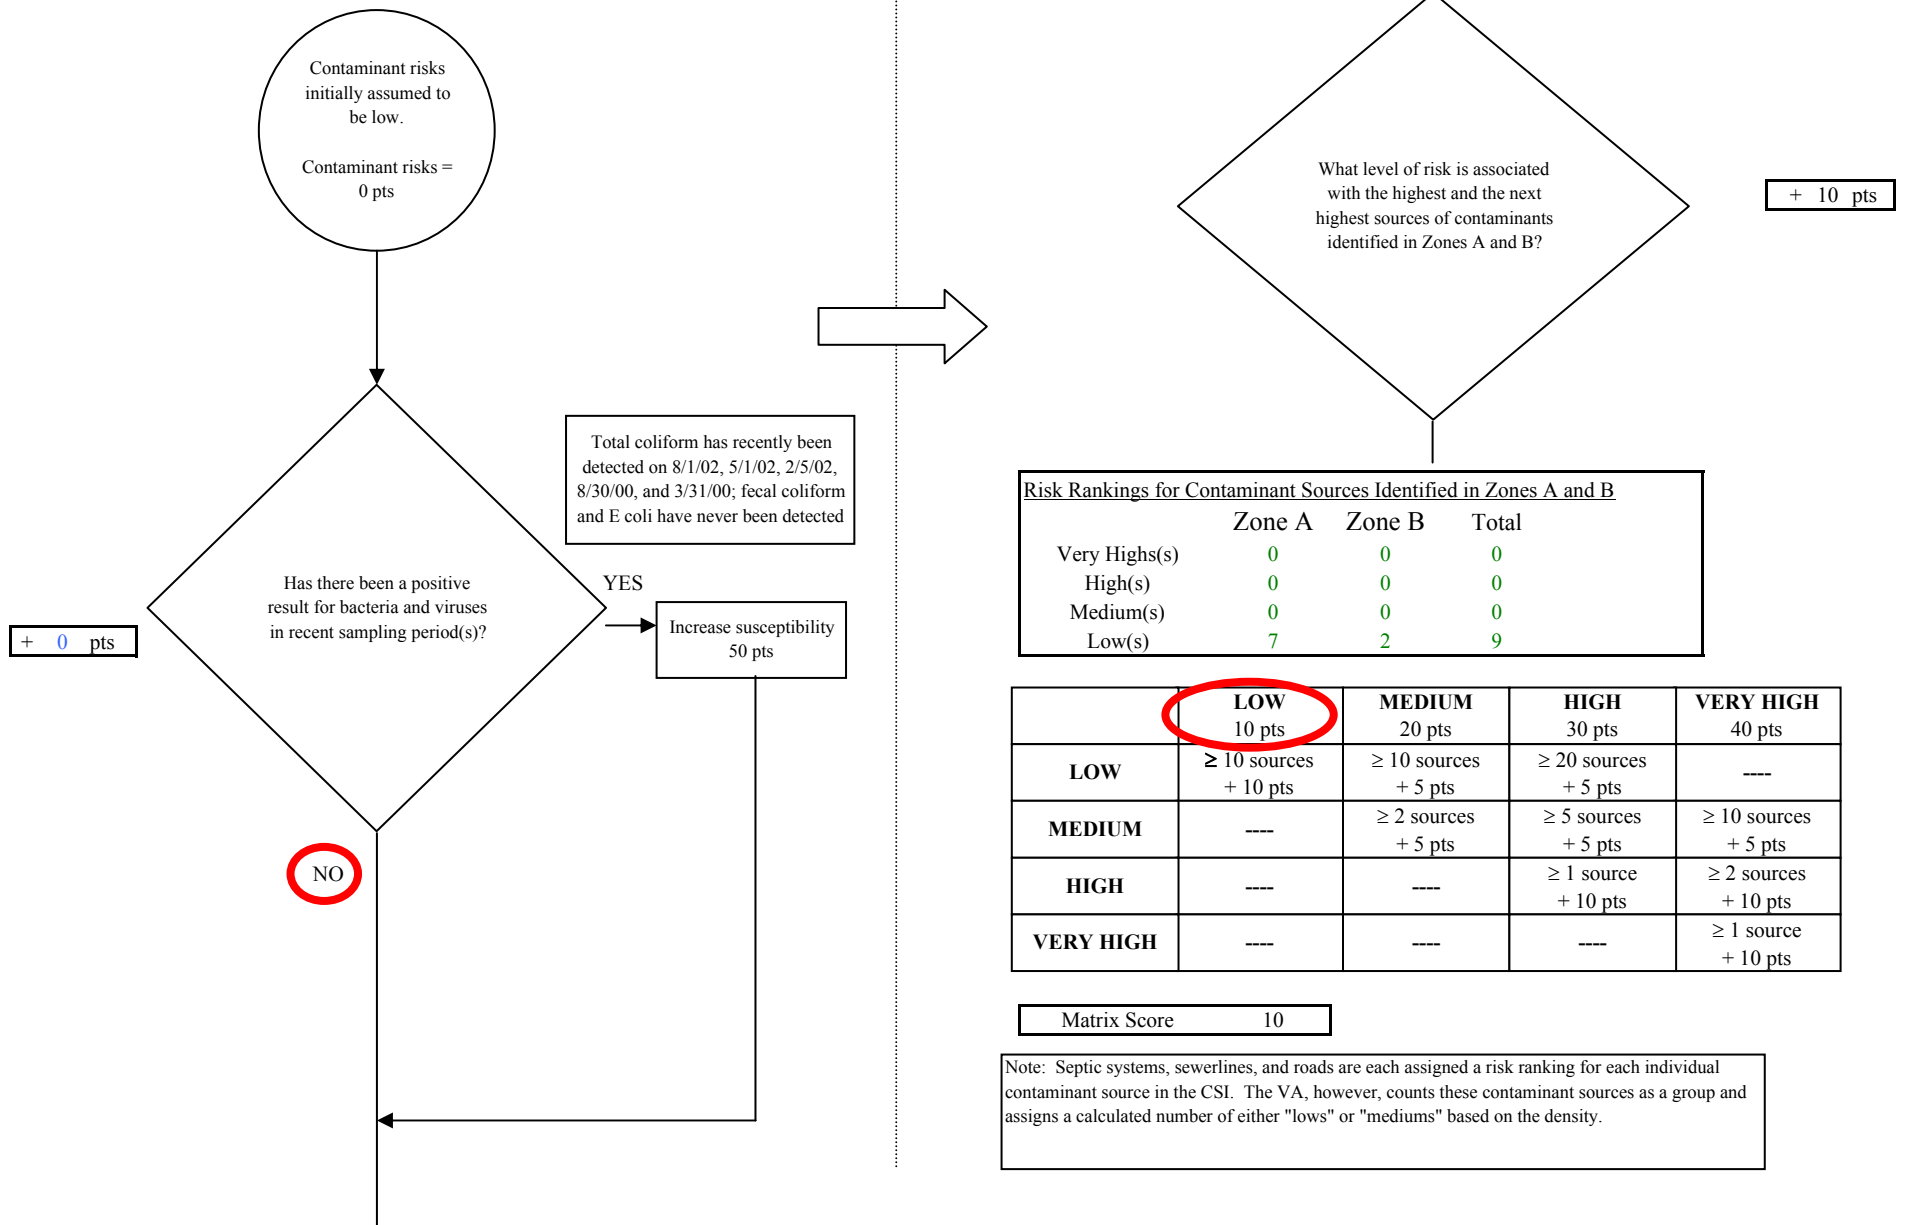 Contaminant risks
initially assumed to
be low.
Contaminant risks =
0 pts
Total coliform has recently been
detected on 8/1/02, 5/1/02, 2/5/02,
8/30/00, and 3/31/00; fecal coliform
and E coli have never been detected
Has there been a positive
result for bacteria and viruses
in recent sampling period(s)?
YES
+ 0 pts
Increase susceptibility
50 pts
NO
What level of risk is associated
with the highest and the next
highest sources of contaminants
identified in Zones A and B?
+ 10 pts
Risk Rankings for Contaminant Sources Identified in Zones A and B
Zone A Zone B Total
Very Highs(s) 0 0 0
High(s) 0 0 0
Medium(s) 0 0 0
Low(s) 7 2 9
LOW MEDIUM HIGH VERY HIGH
10 pts 20 pts 30 pts 40 pts
LOW ≥ 10 sources ≥ 10 sources ≥ 20 sources ----
+ 10 pts + 5 pts + 5 pts
MEDIUM ---- ≥ 2 sources ≥ 5 sources ≥ 10 sources
+ 5 pts + 5 pts + 5 pts
HIGH ---- ---- ≥ 1 source ≥ 2 sources
+ 10 pts + 10 pts
VERY HIGH ---- ---- ---- ≥ 1 source
+ 10 pts
Matrix Score 10
Note: Septic systems, sewerlines, and roads are each assigned a risk ranking for each individual
contaminant source in the CSI. The VA, however, counts these contaminant sources as a group and
assigns a calculated number of either "lows" or "mediums" based on the density.